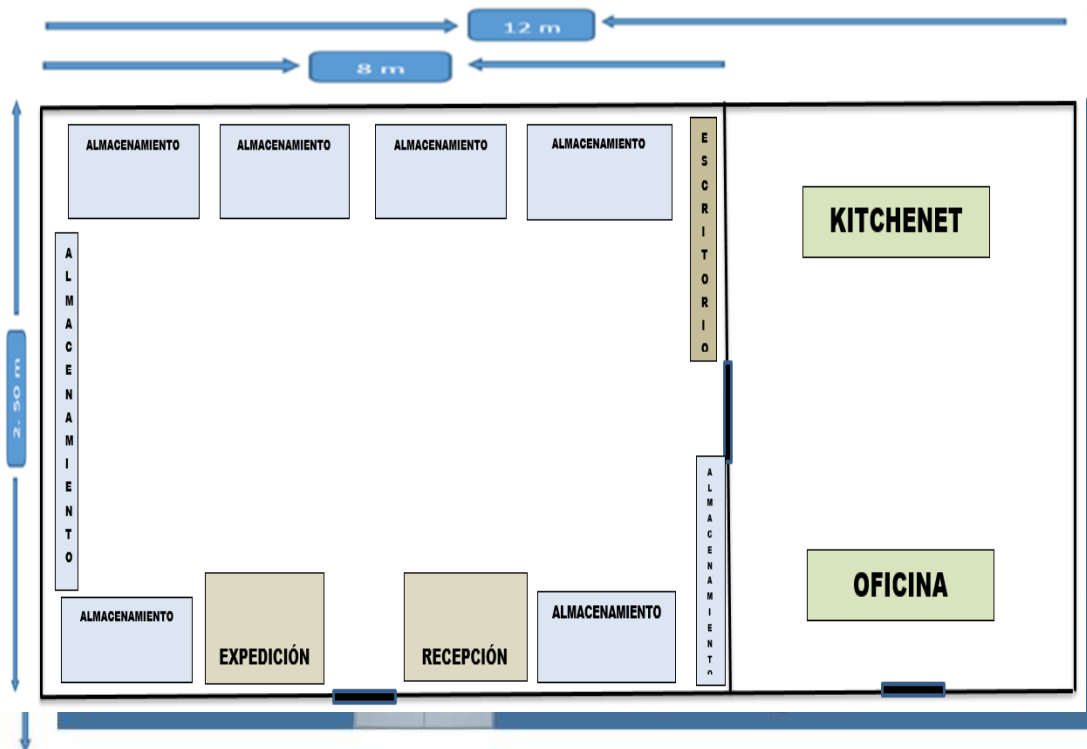 12 m
8 m
ALMACENAMIENTO
ALMACENAMIENTO
ALMACENAMIENTO
ALMACENAMIENTO
ESCRITORIO
KITCHENET
ALMACENAMIENTO
2. 50 m
ALMACENAMIENTO
OFICINA
ALMACENAMIENTO
EXPEDICIÓN
RECEPCIÓN
ALMACENAMIENTO